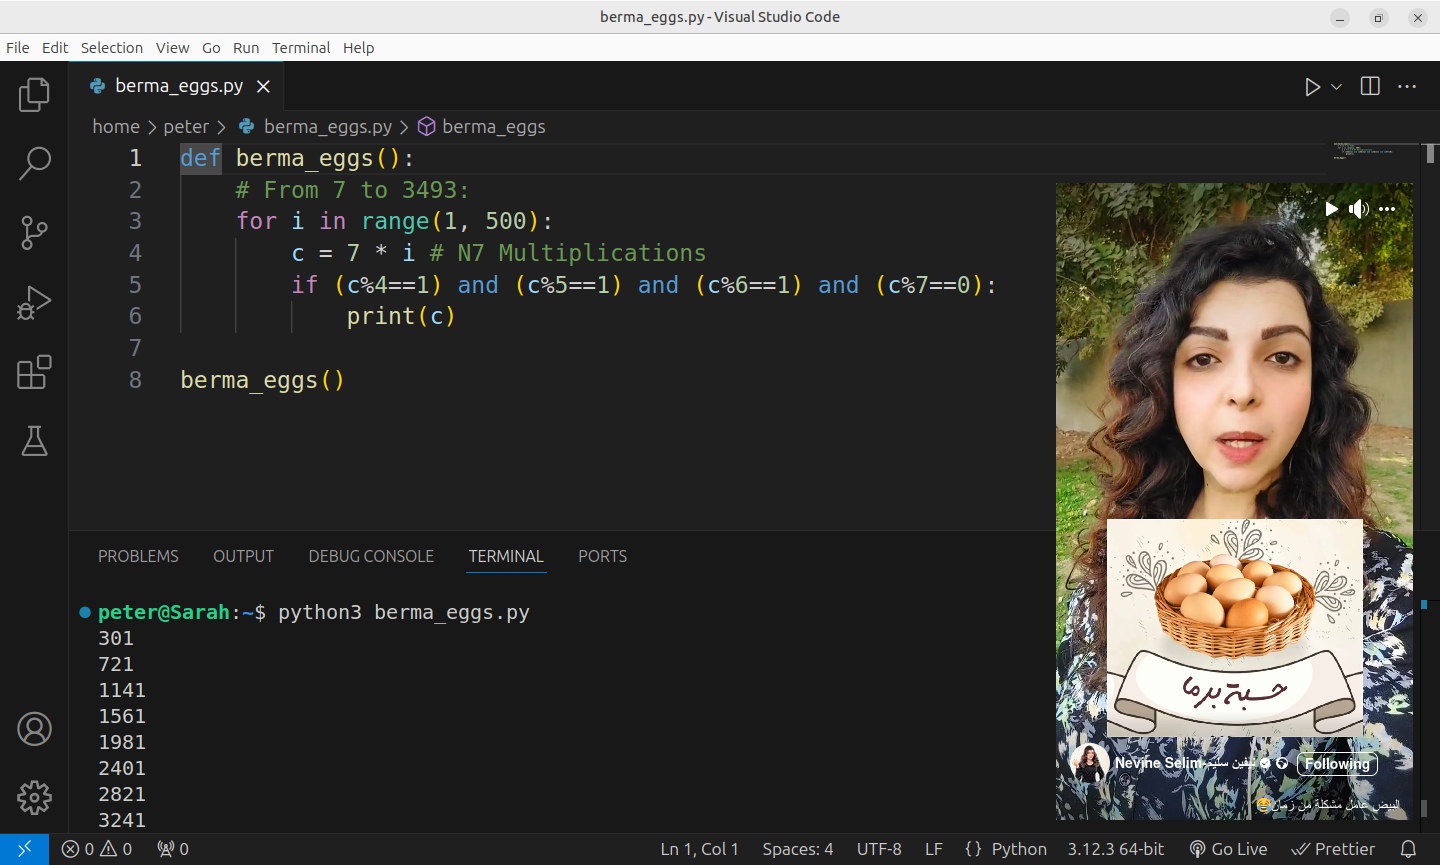 berma_eggs.py - Visual Studio Code
File Edit Selection View Go Run Terminal Help
berma_eggs.py
home > peter > berma_eggs.py > berma_eggs
1 def berma_eggs():
2 # From 7 to 3493:
3 for i in range(1, 500):
4 c = 7 * i # N7 Multiplications
5 if (c%4==1) and (c%5==1) and (c%6==1) and (c%7==0):
6 print(c)
7
8 berma_eggs()
PROBLEMS OUTPUT DEBUG CONSOLE TERMINAL PORTS
peter@Sarah:~$ python3 berma_eggs.py
301
721
1141
1561
1981
2401
2821
3241
حسبة برما
Nevine Selim-نيفين سليم Following
البيض عامل مشكلة من زمان😂
0 0 0 Ln 1, Col 1 Spaces: 4 UTF-8 LF {} Python 3.12.3 64-bit Go Live Prettier